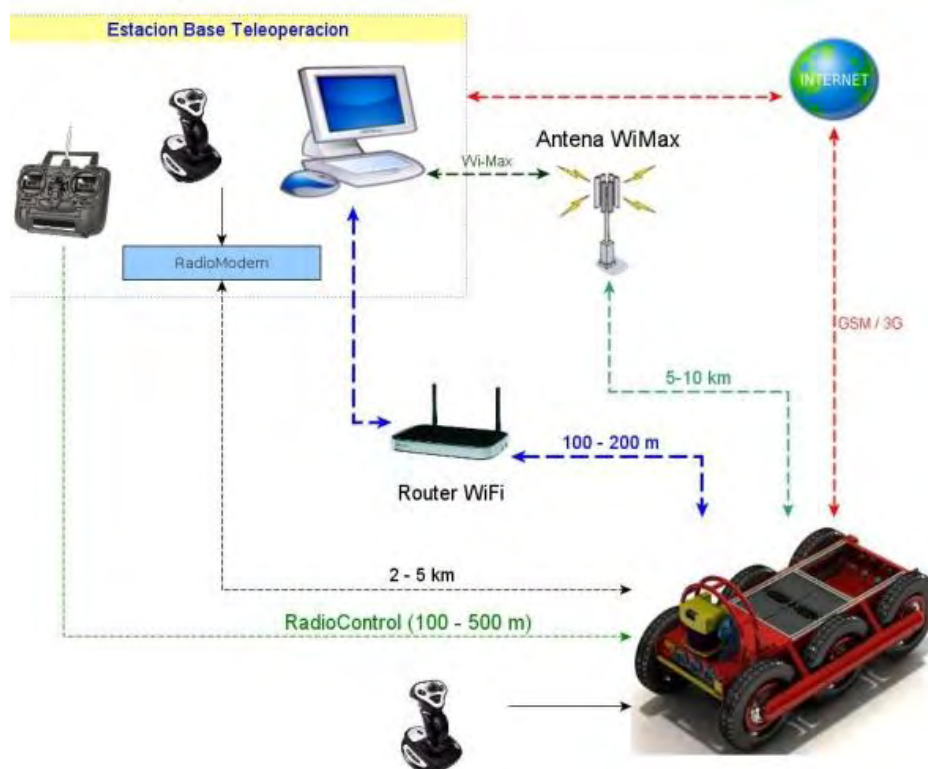 Estacion Base Teleoperacion
INTERNET
Antena WiMax
Wi-Max
RadioModem
GSM / 3G
5-10 km
100 - 200 m
Router WiFi
2 - 5 km
RadioControl (100 - 500 m)